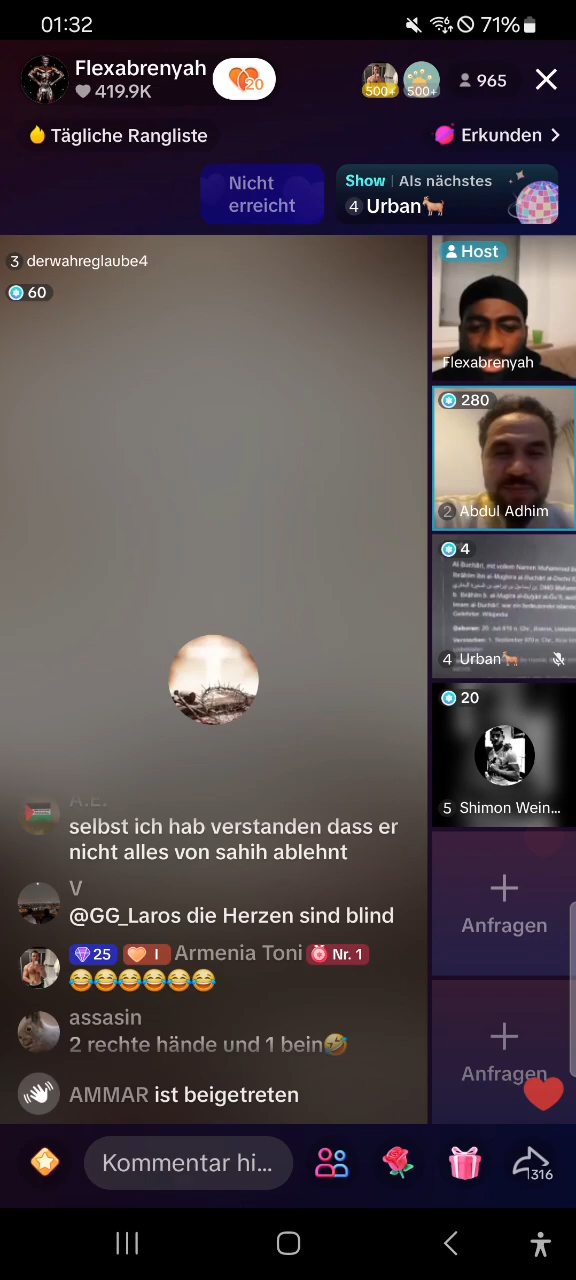 01:32
71%
Flexabrenyah
419.9K
20
500+
500+
965
Tägliche Rangliste
Erkunden
Nicht
erreicht
Show | Als nächstes
4 Urban🐐
3 derwahreglaube4
60
Host
Flexabrenyah
280
2 Abdul Adhim
4
4 Urban🐐
20
5 Shimon Wein...
Anfragen
Anfragen
A.E.
selbst ich hab verstanden dass er
nicht alles von sahih ablehnt
V
@GG_Laros die Herzen sind blind
25 I Armenia Toni Nr. 1
😂😂😂😂😂😂
assasin
2 rechte hände und 1 bein🤣
AMMAR ist beigetreten
Kommentar hi...
316